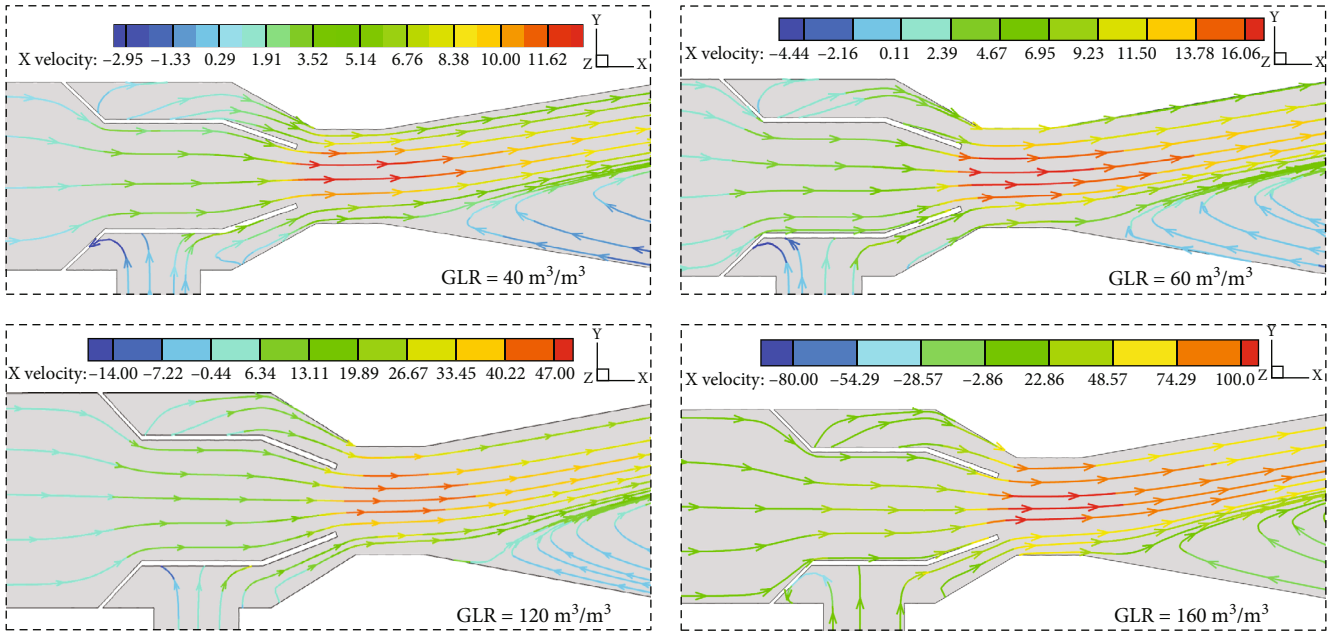 Y
Z X
X velocity: −2.95 −1.33 0.29 1.91 3.52 5.14 6.76 8.38 10.00 11.62
GLR = 40 m³/m³
Y
Z X
X velocity: −4.44 −2.16 0.11 2.39 4.67 6.95 9.23 11.50 13.78 16.06
GLR = 60 m³/m³
Y
Z X
X velocity: −14.00 −7.22 −0.44 6.34 13.11 19.89 26.67 33.45 40.22 47.00
GLR = 120 m³/m³
Y
Z X
X velocity: −80.00 −54.29 −28.57 −2.86 22.86 48.57 74.29 100.0
GLR = 160 m³/m³